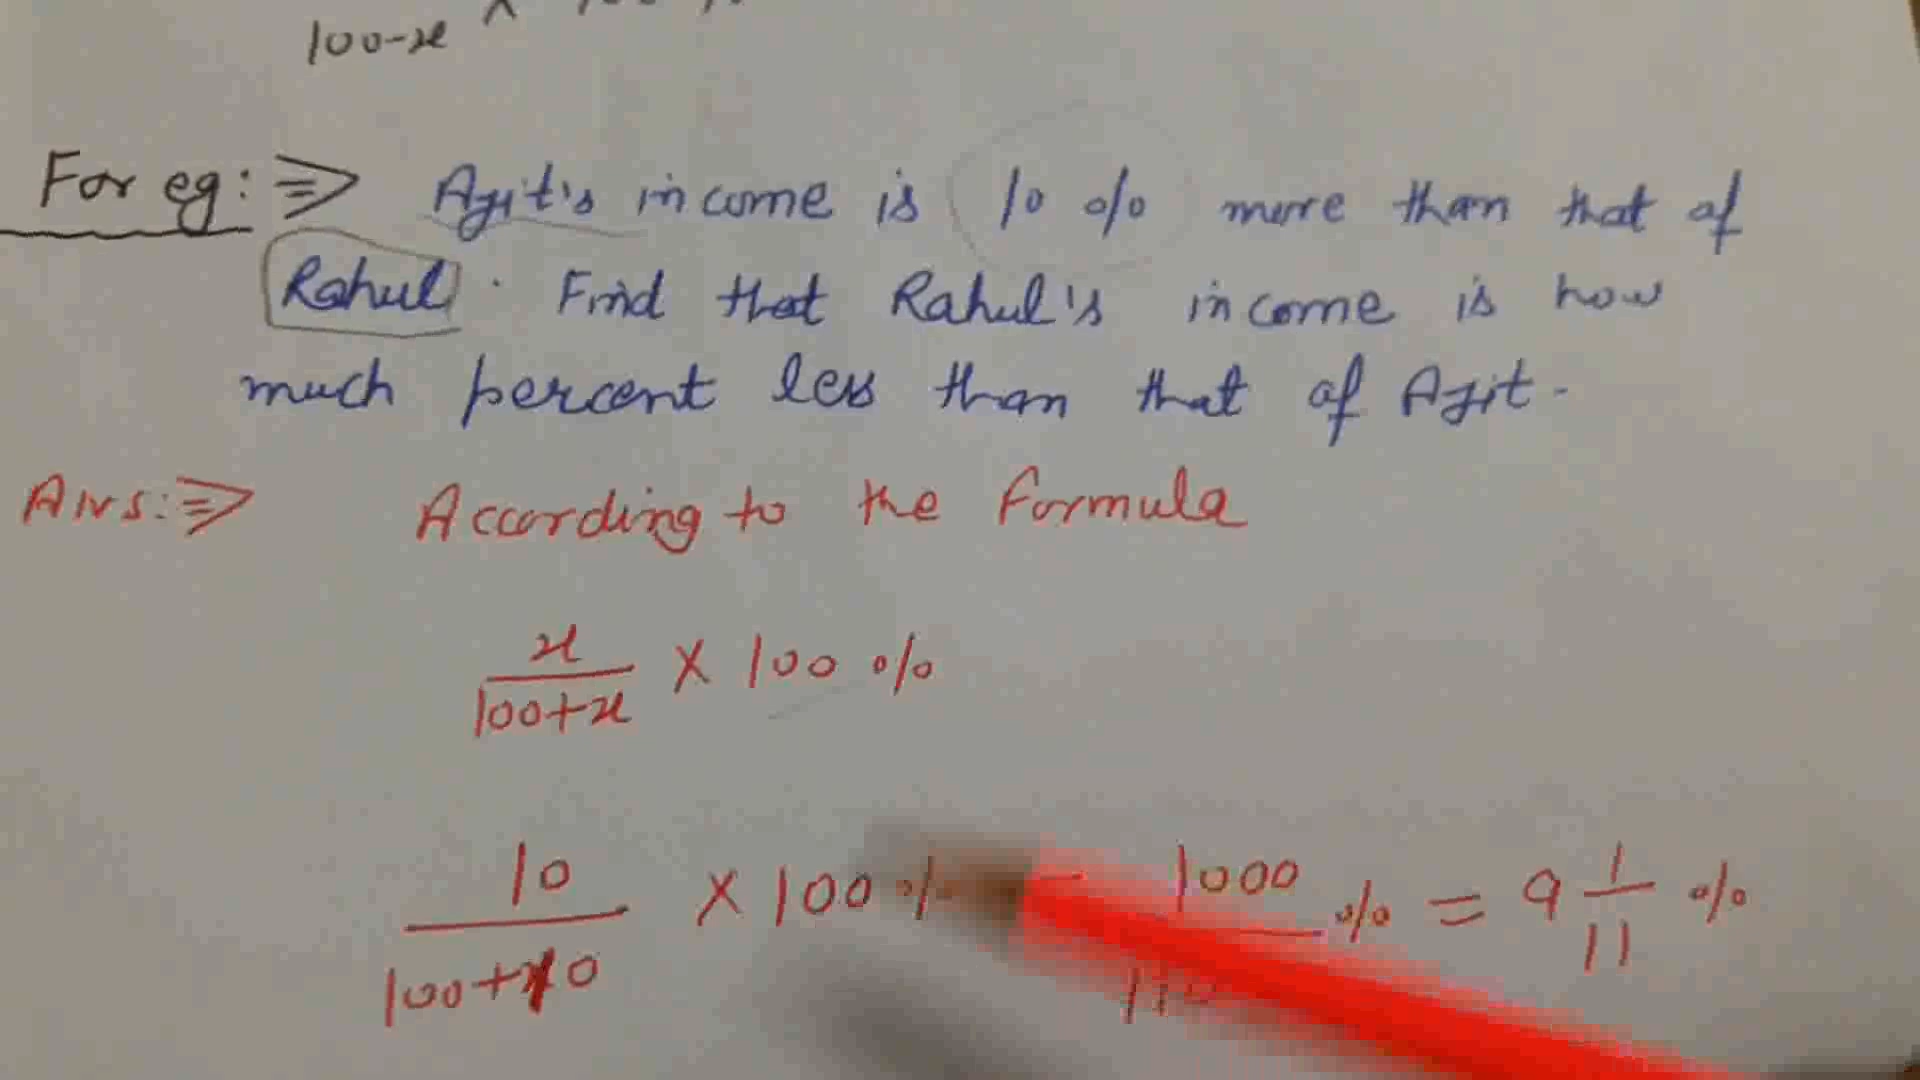 100-x × 100 %
For eg: ⇒ Ajit's income is 10 % more than that of
Rahul. Find that Rahul's income is how
much percent less than that of Ajit.
Ans: ⇒ According to the Formula
x
100+x × 100 %
10
100+10 × 100 % = 1000
110 % = 9 1/11 %